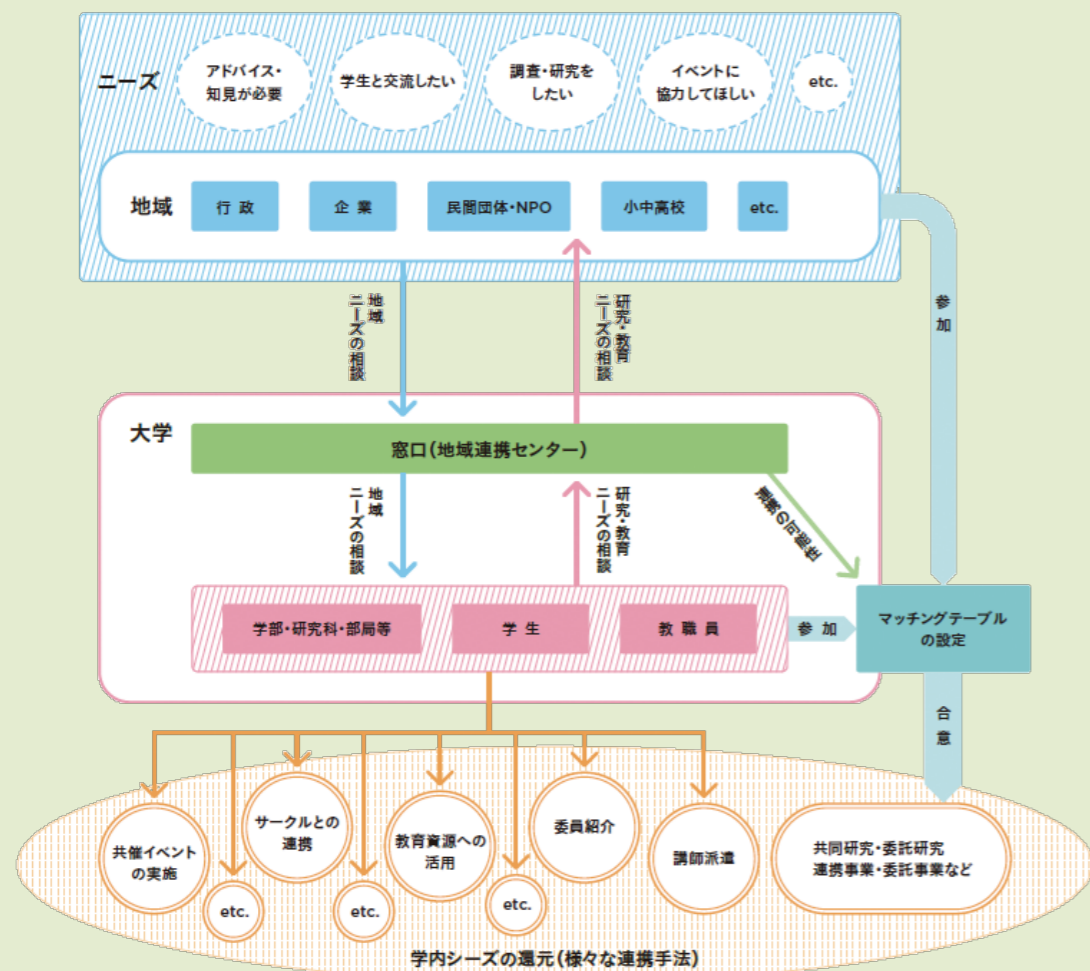 ニーズ
アドバイス・
知見が必要
学生と交流したい
調査・研究を
したい
イベントに
協力してほしい
etc.
地域
行 政
企 業
民間団体・NPO
小中高校
etc.
地域
ニーズの相談
研究・教育
ニーズの相談
参加
大学
窓口(地域連携センター)
地域
ニーズの相談
研究・教育
ニーズの相談
連携の可能性
学部・研究科・部局等
学 生
教 職 員
参 加
マッチングテーブル
の設定
合意
共催イベント
の実施
etc.
サークルとの
連携
etc.
教育資源への
活用
etc.
委員紹介
講師派遣
共同研究・委託研究
連携事業・委託事業など
学内シーズの還元(様々な連携手法)